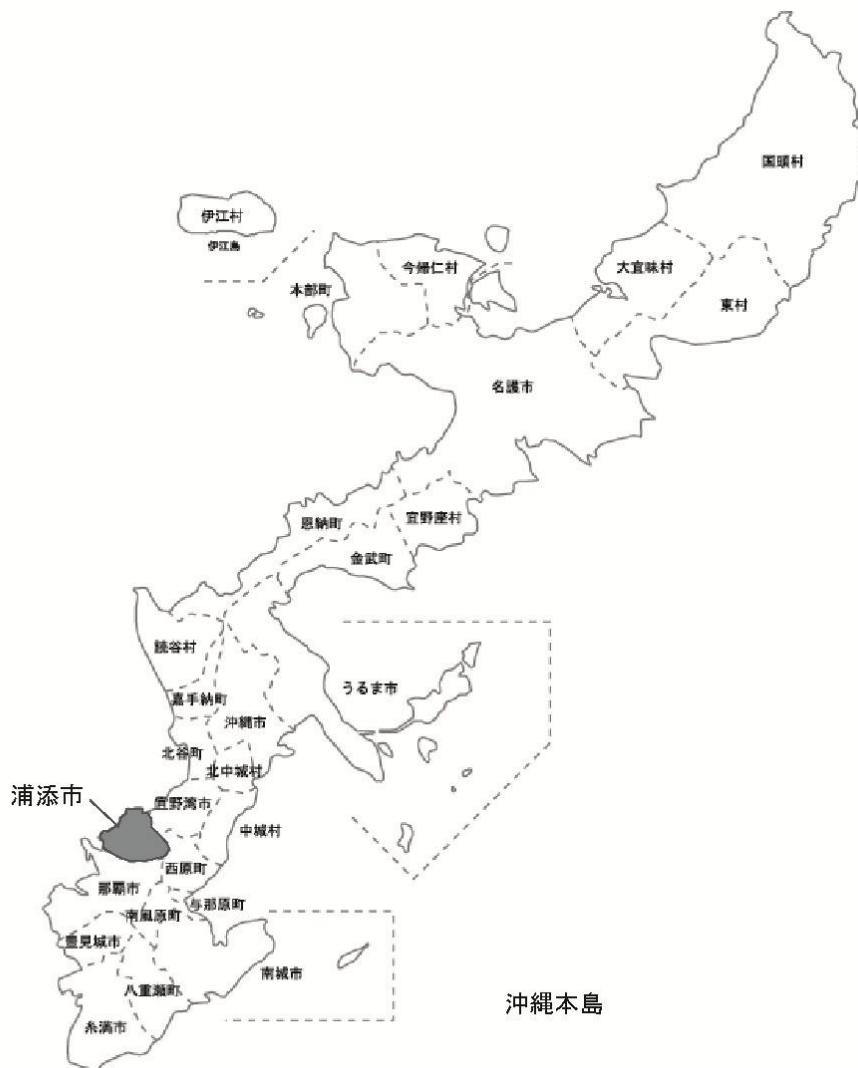 国頭村
伊江村
伊江島
今帰仁村
大宜味村
本部町
東村
名護市
恩納町
宜野座村
金武町
読谷村
うるま市
嘉手納町
沖縄市
北谷町
北中城村
浦添市
宜野湾市
中城村
西原町
那覇市
与那原町
南風原町
豊見城市
南城市
八重瀬町
沖縄本島
糸満市